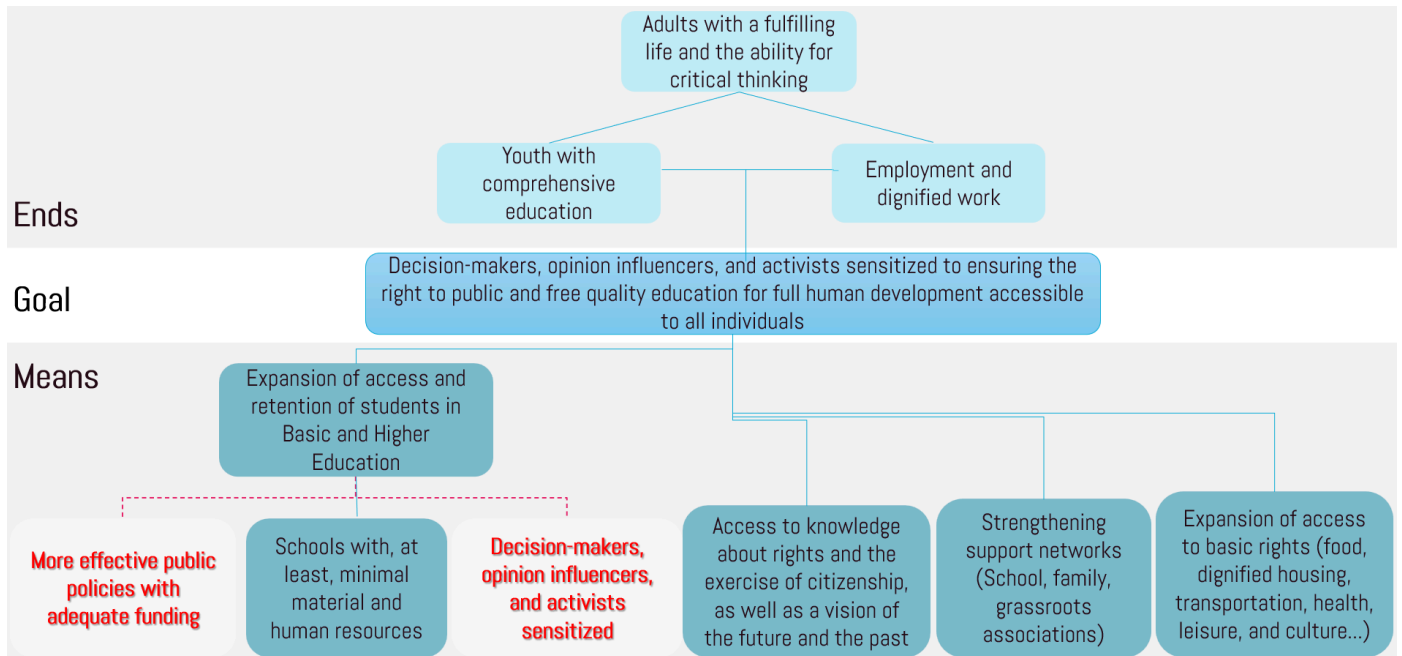 Adults with a fulfilling
life and the ability for
critical thinking
Youth with
comprehensive
education
Employment and
dignified work
Ends
Decision-makers, opinion influencers, and activists sensitized to ensuring the
right to public and free quality education for full human development accessible
to all individuals
Goal
Means
Expansion of access and
retention of students in
Basic and Higher
Education
More effective public
policies with
adequate funding
Schools with, at
least, minimal
material and
human resources
Decision-makers,
opinion influencers,
and activists
sensitized
Access to knowledge
about rights and the
exercise of citizenship,
as well as a vision of
the future and the past
Strengthening
support networks
(School, family,
grassroots
associations)
Expansion of access
to basic rights (food,
dignified housing,
transportation, health,
leisure, and culture...)